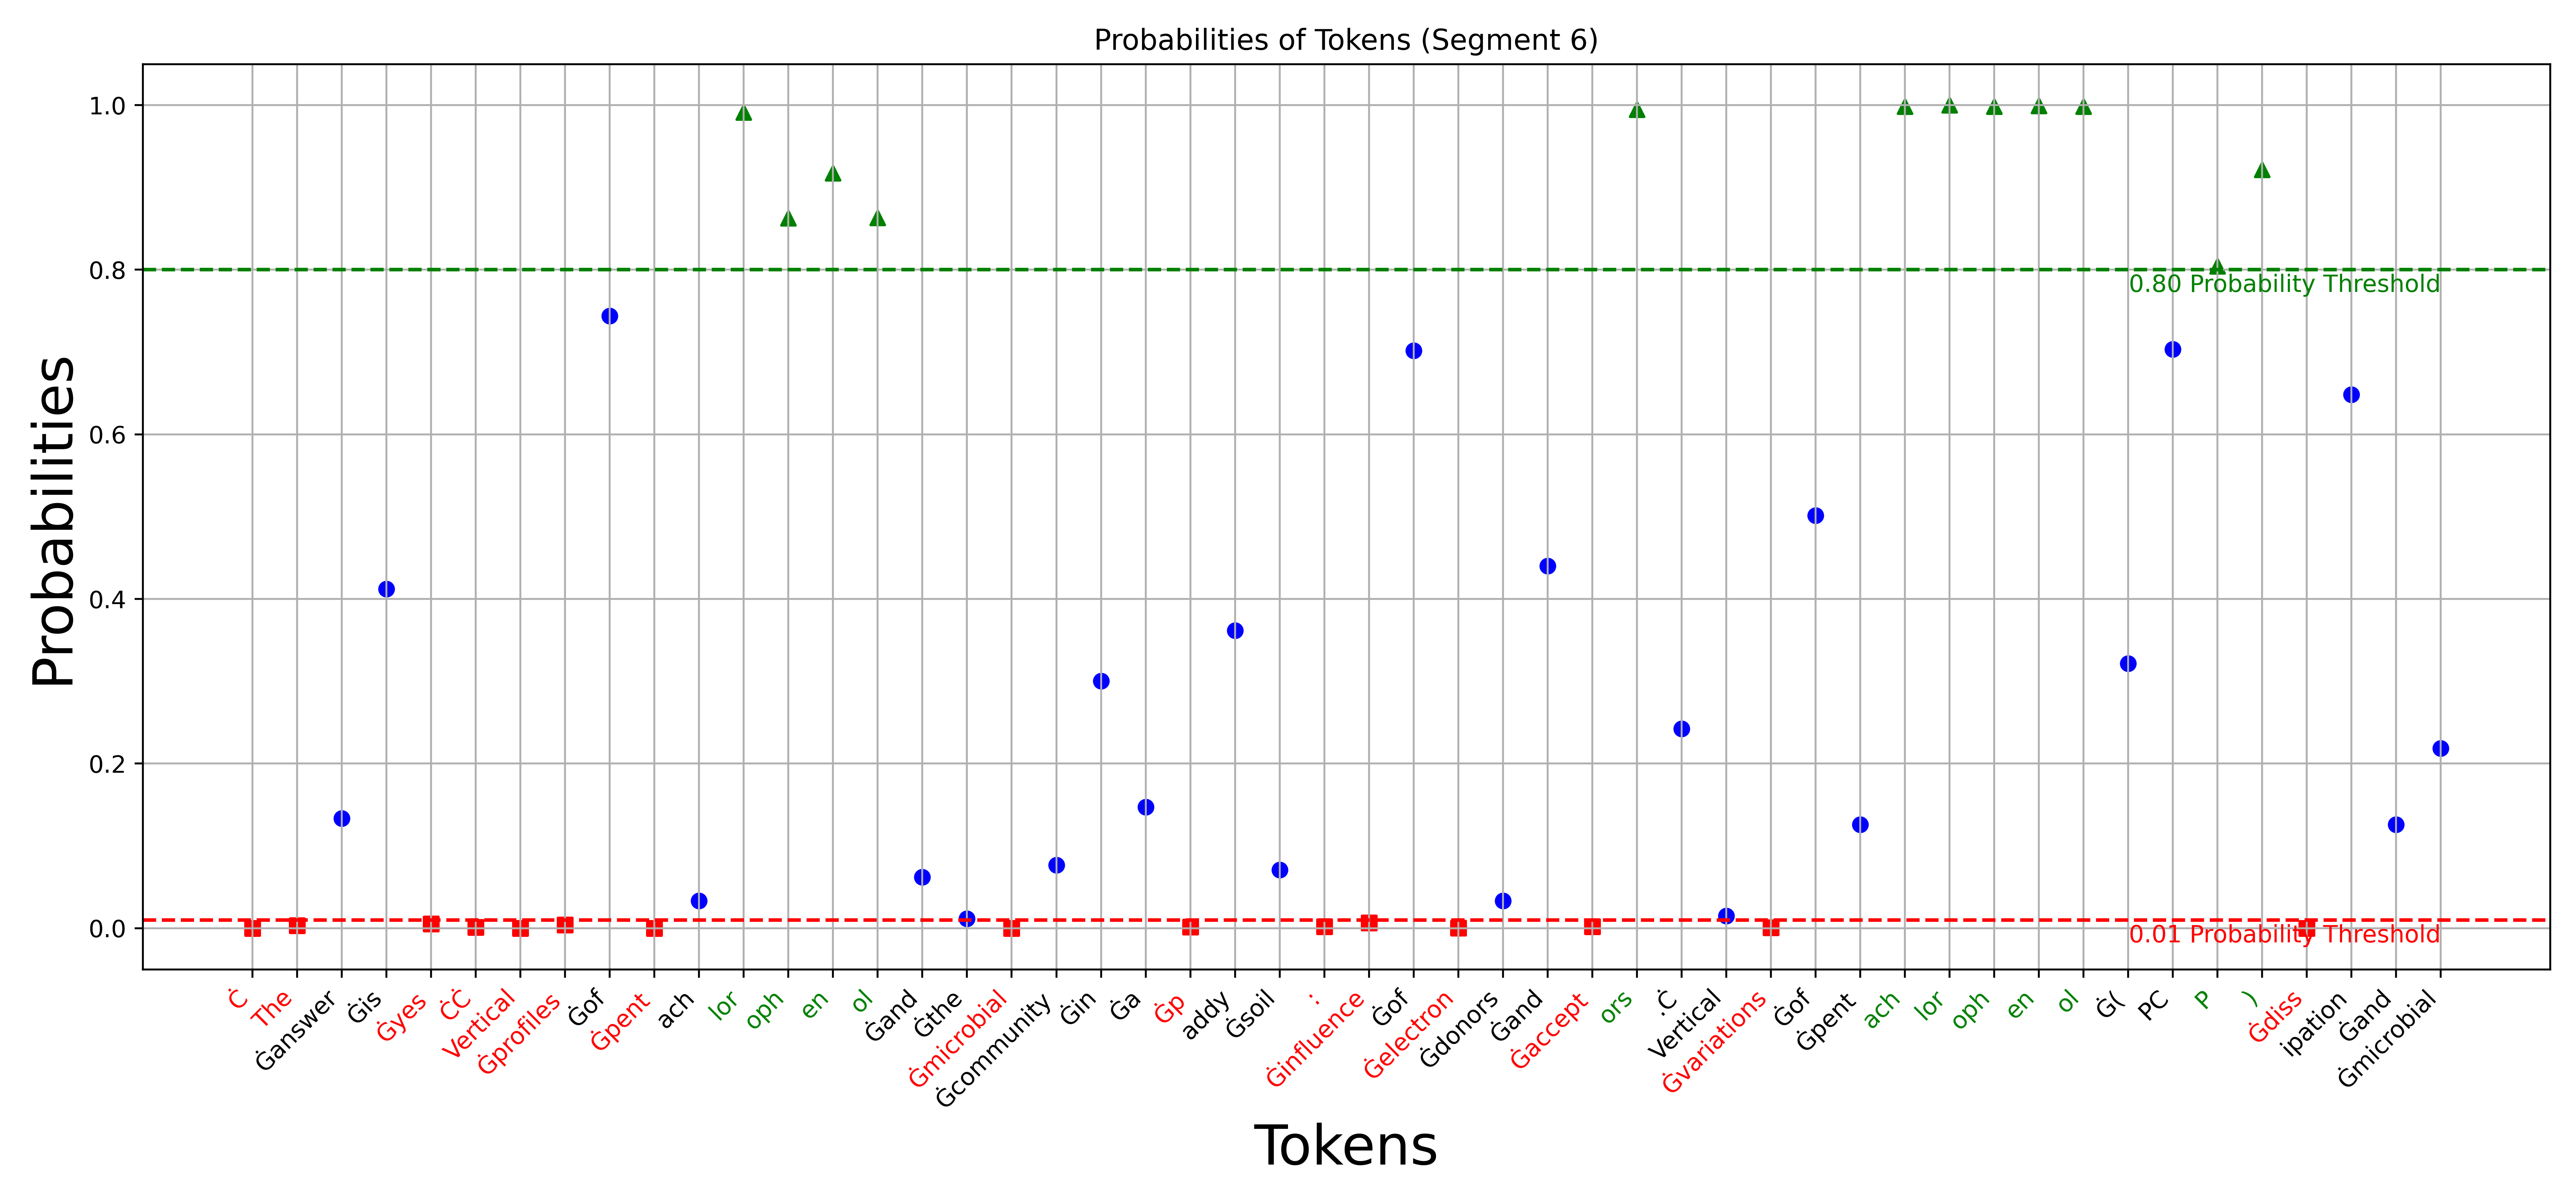 Probabilities of Tokens (Segment 6)
Probabilities
1.0
0.8
0.6
0.4
0.2
0.0
0.80 Probability Threshold
0.01 Probability Threshold
Ċ
The
Ġanswer
Ġis
Ġyes
ĊĊ
Vertical
Ġprofiles
Ġof
Ġpent
ach
lor
oph
en
ol
Ġand
Ġthe
Ġmicrobial
Ġcommunity
Ġin
Ġa
Ġp
addy
Ġsoil
:
Ġinfluence
Ġof
Ġelectron
Ġdonors
Ġand
Ġaccept
ors
.Ċ
Vertical
Ġvariations
Ġof
Ġpent
ach
lor
oph
en
ol
Ġ(
PC
P
)
Ġdiss
ipation
Ġand
Ġmicrobial
Tokens